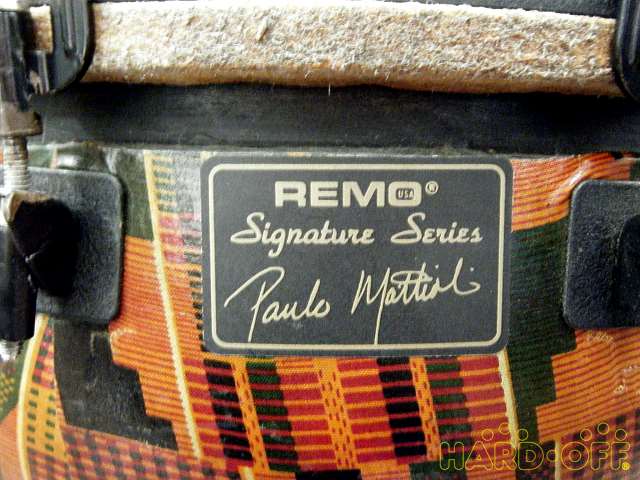 REMO USA ®
Signature Series
Paulo Mattioli
HARD·OFF